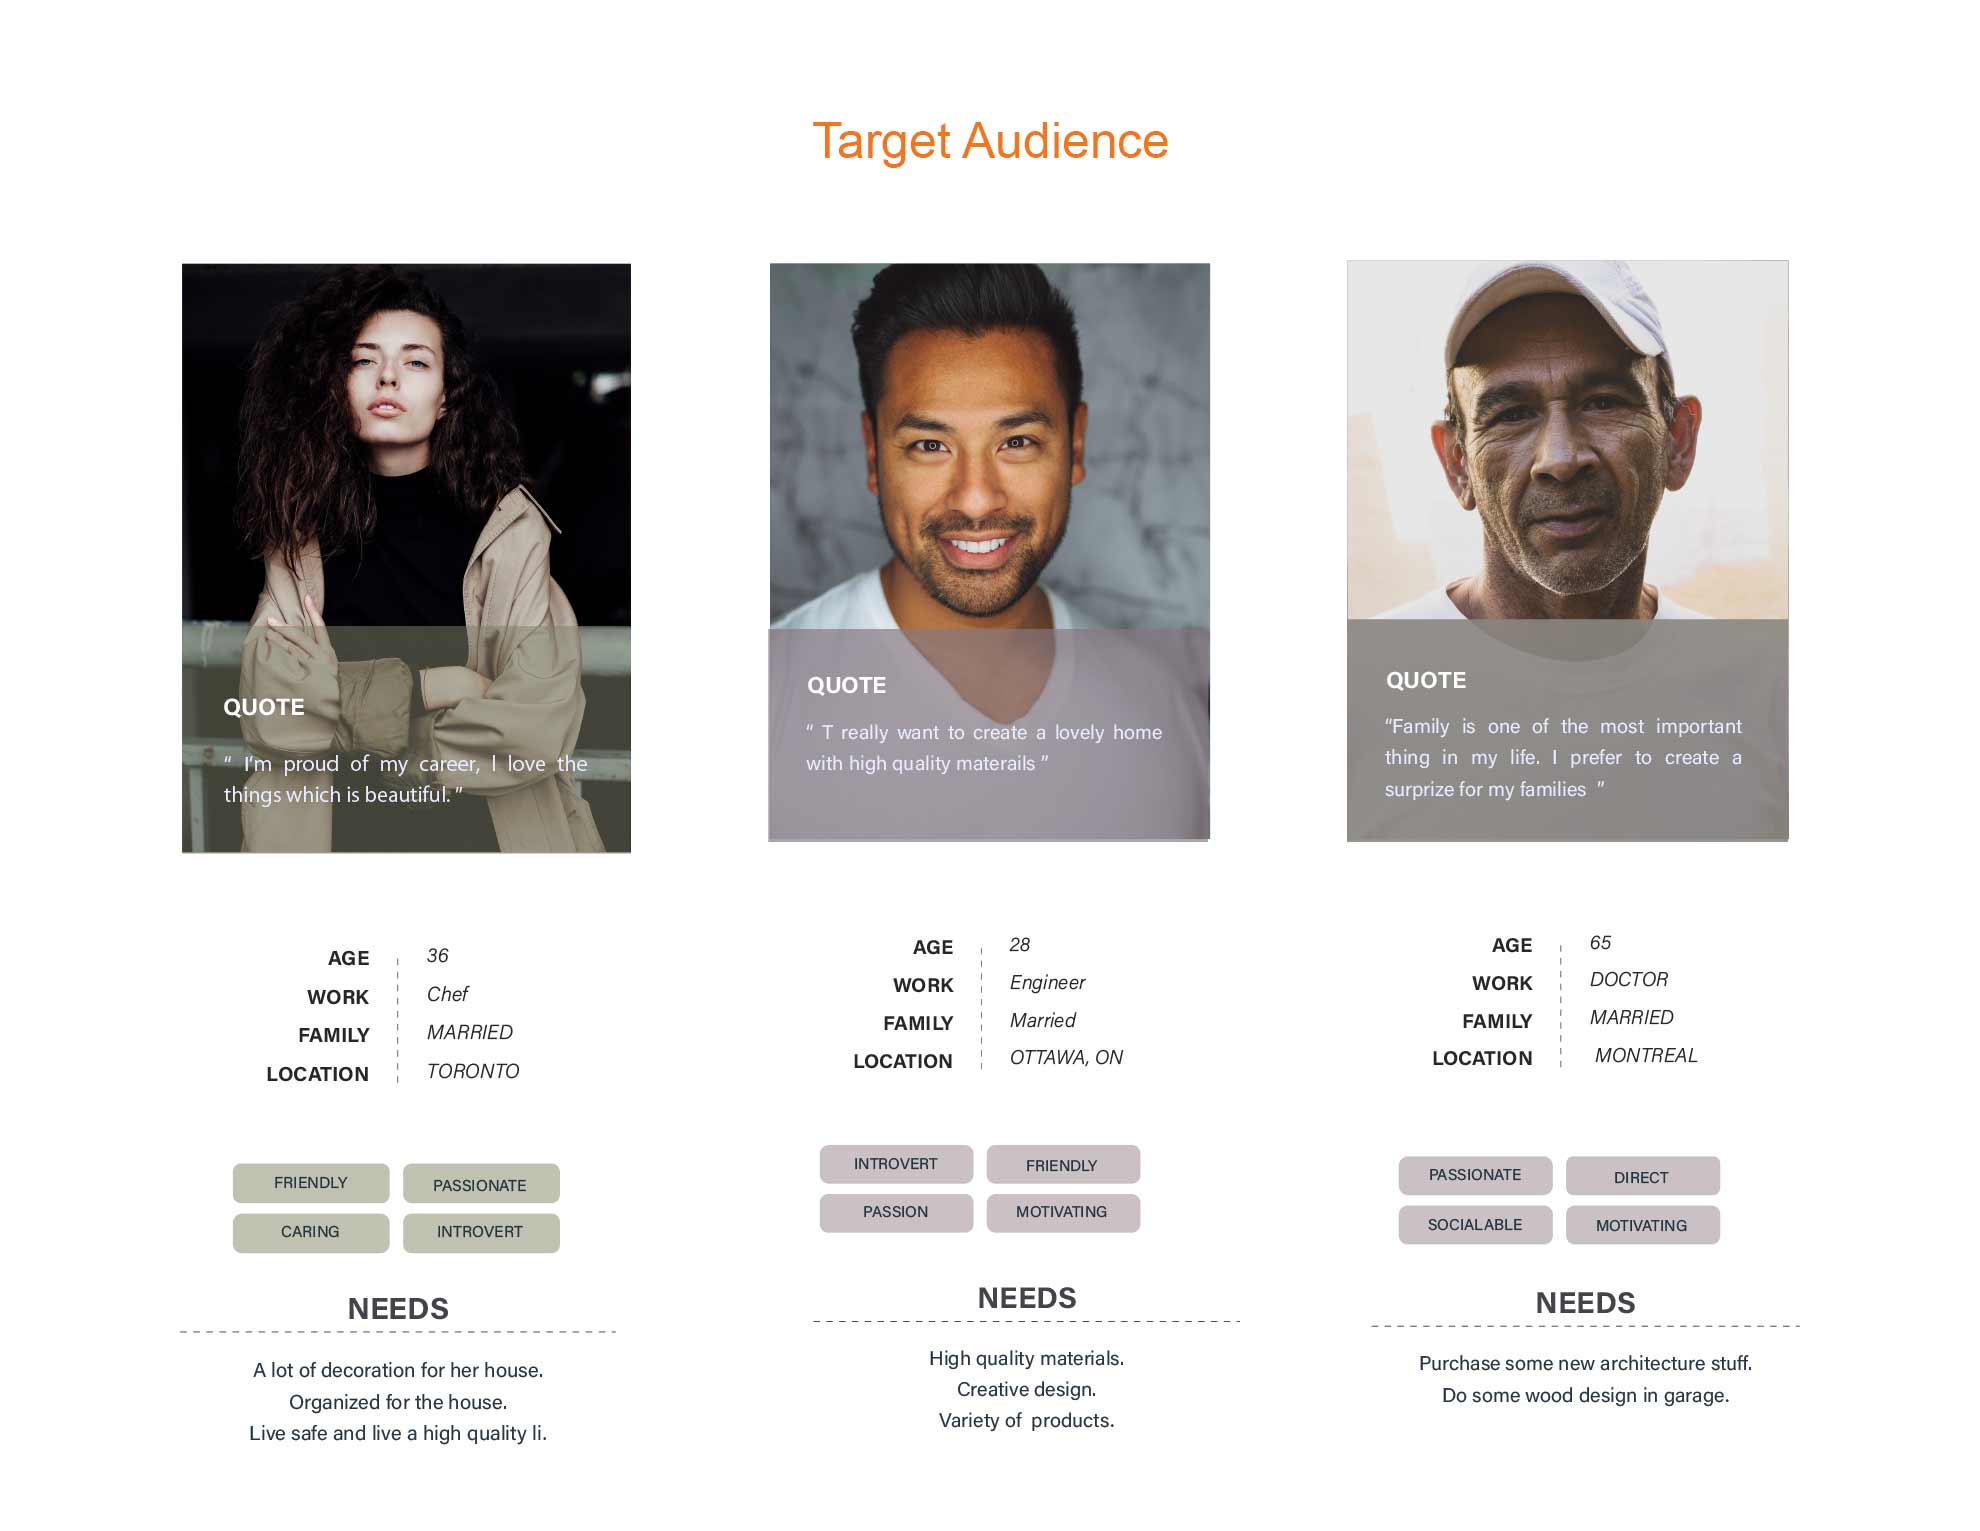 Target Audience
QUOTE
“ I’m proud of my career, I love the
things which is beautiful. ”
AGE 36
WORK Chef
FAMILY MARRIED
LOCATION TORONTO
FRIENDLY PASSIONATE
CARING INTROVERT
NEEDS
A lot of decoration for her house.
Organized for the house.
Live safe and live a high quality li.
QUOTE
“ T really want to create a lovely home
with high quality materails ”
AGE 28
WORK Engineer
FAMILY Married
LOCATION OTTAWA, ON
INTROVERT FRIENDLY
PASSION MOTIVATING
NEEDS
High quality materials.
Creative design.
Variety of products.
QUOTE
“Family is one of the most important
thing in my life. I prefer to create a
surprize for my families ”
AGE 65
WORK DOCTOR
FAMILY MARRIED
LOCATION MONTREAL
PASSIONATE DIRECT
SOCIALABLE MOTIVATING
NEEDS
Purchase some new architecture stuff.
Do some wood design in garage.